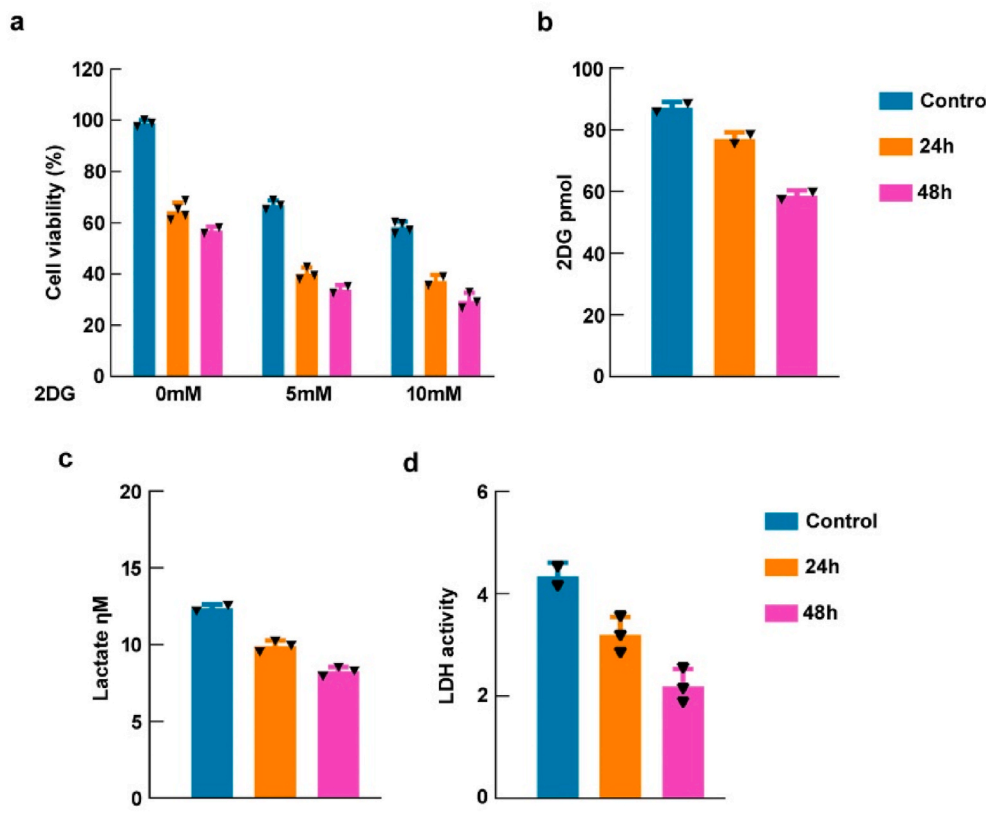 a
Cell viability (%)
120
100
80
60
40
20
0
2DG 0mM 5mM 10mM
b
2DG pmol
100
80
60
40
20
0
Contro
24h
48h
c
Lactate ηM
20
15
10
5
0
d
LDH activity
6
4
2
0
Control
24h
48h